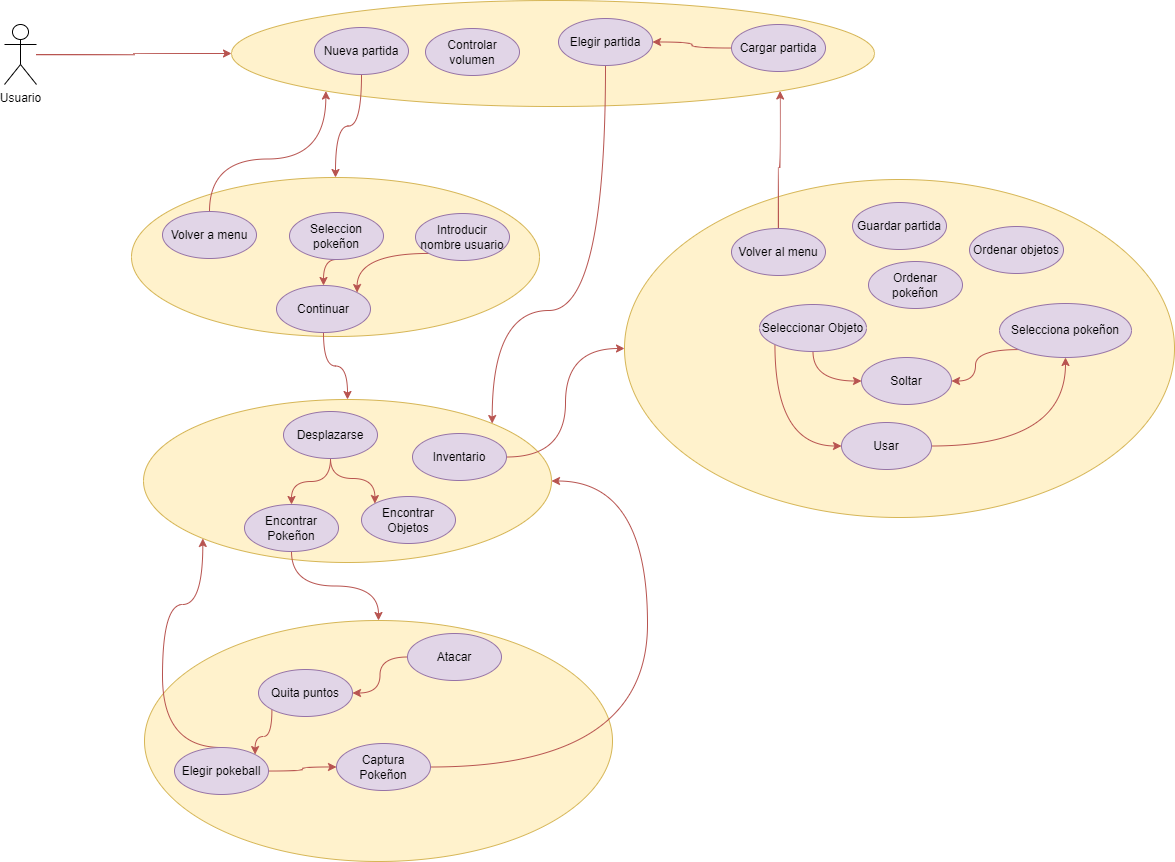 Usuario
Nueva partida
Controlar
volumen
Elegir partida
Cargar partida
Volver a menu
Seleccion
pokeñon
Introducir
nombre usuario
Continuar
Volver al menu
Guardar partida
Ordenar objetos
Ordenar
pokeñon
Seleccionar Objeto
Selecciona pokeñon
Soltar
Usar
Desplazarse
Inventario
Encontrar
Pokeñon
Encontrar
Objetos
Atacar
Quita puntos
Elegir pokeball
Captura
Pokeñon